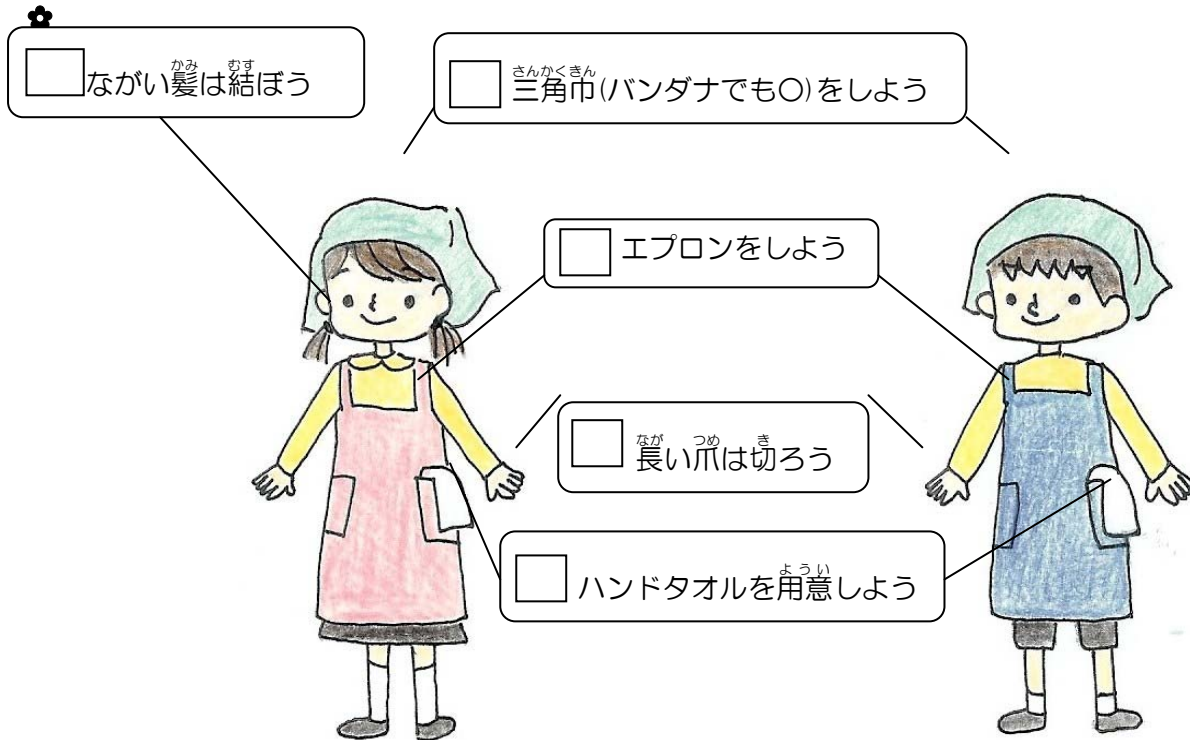 ながい髪は結ぼう
三角巾(バンダナでも〇)をしよう
エプロンをしよう
長い爪は切ろう
ハンドタオルを用意しよう